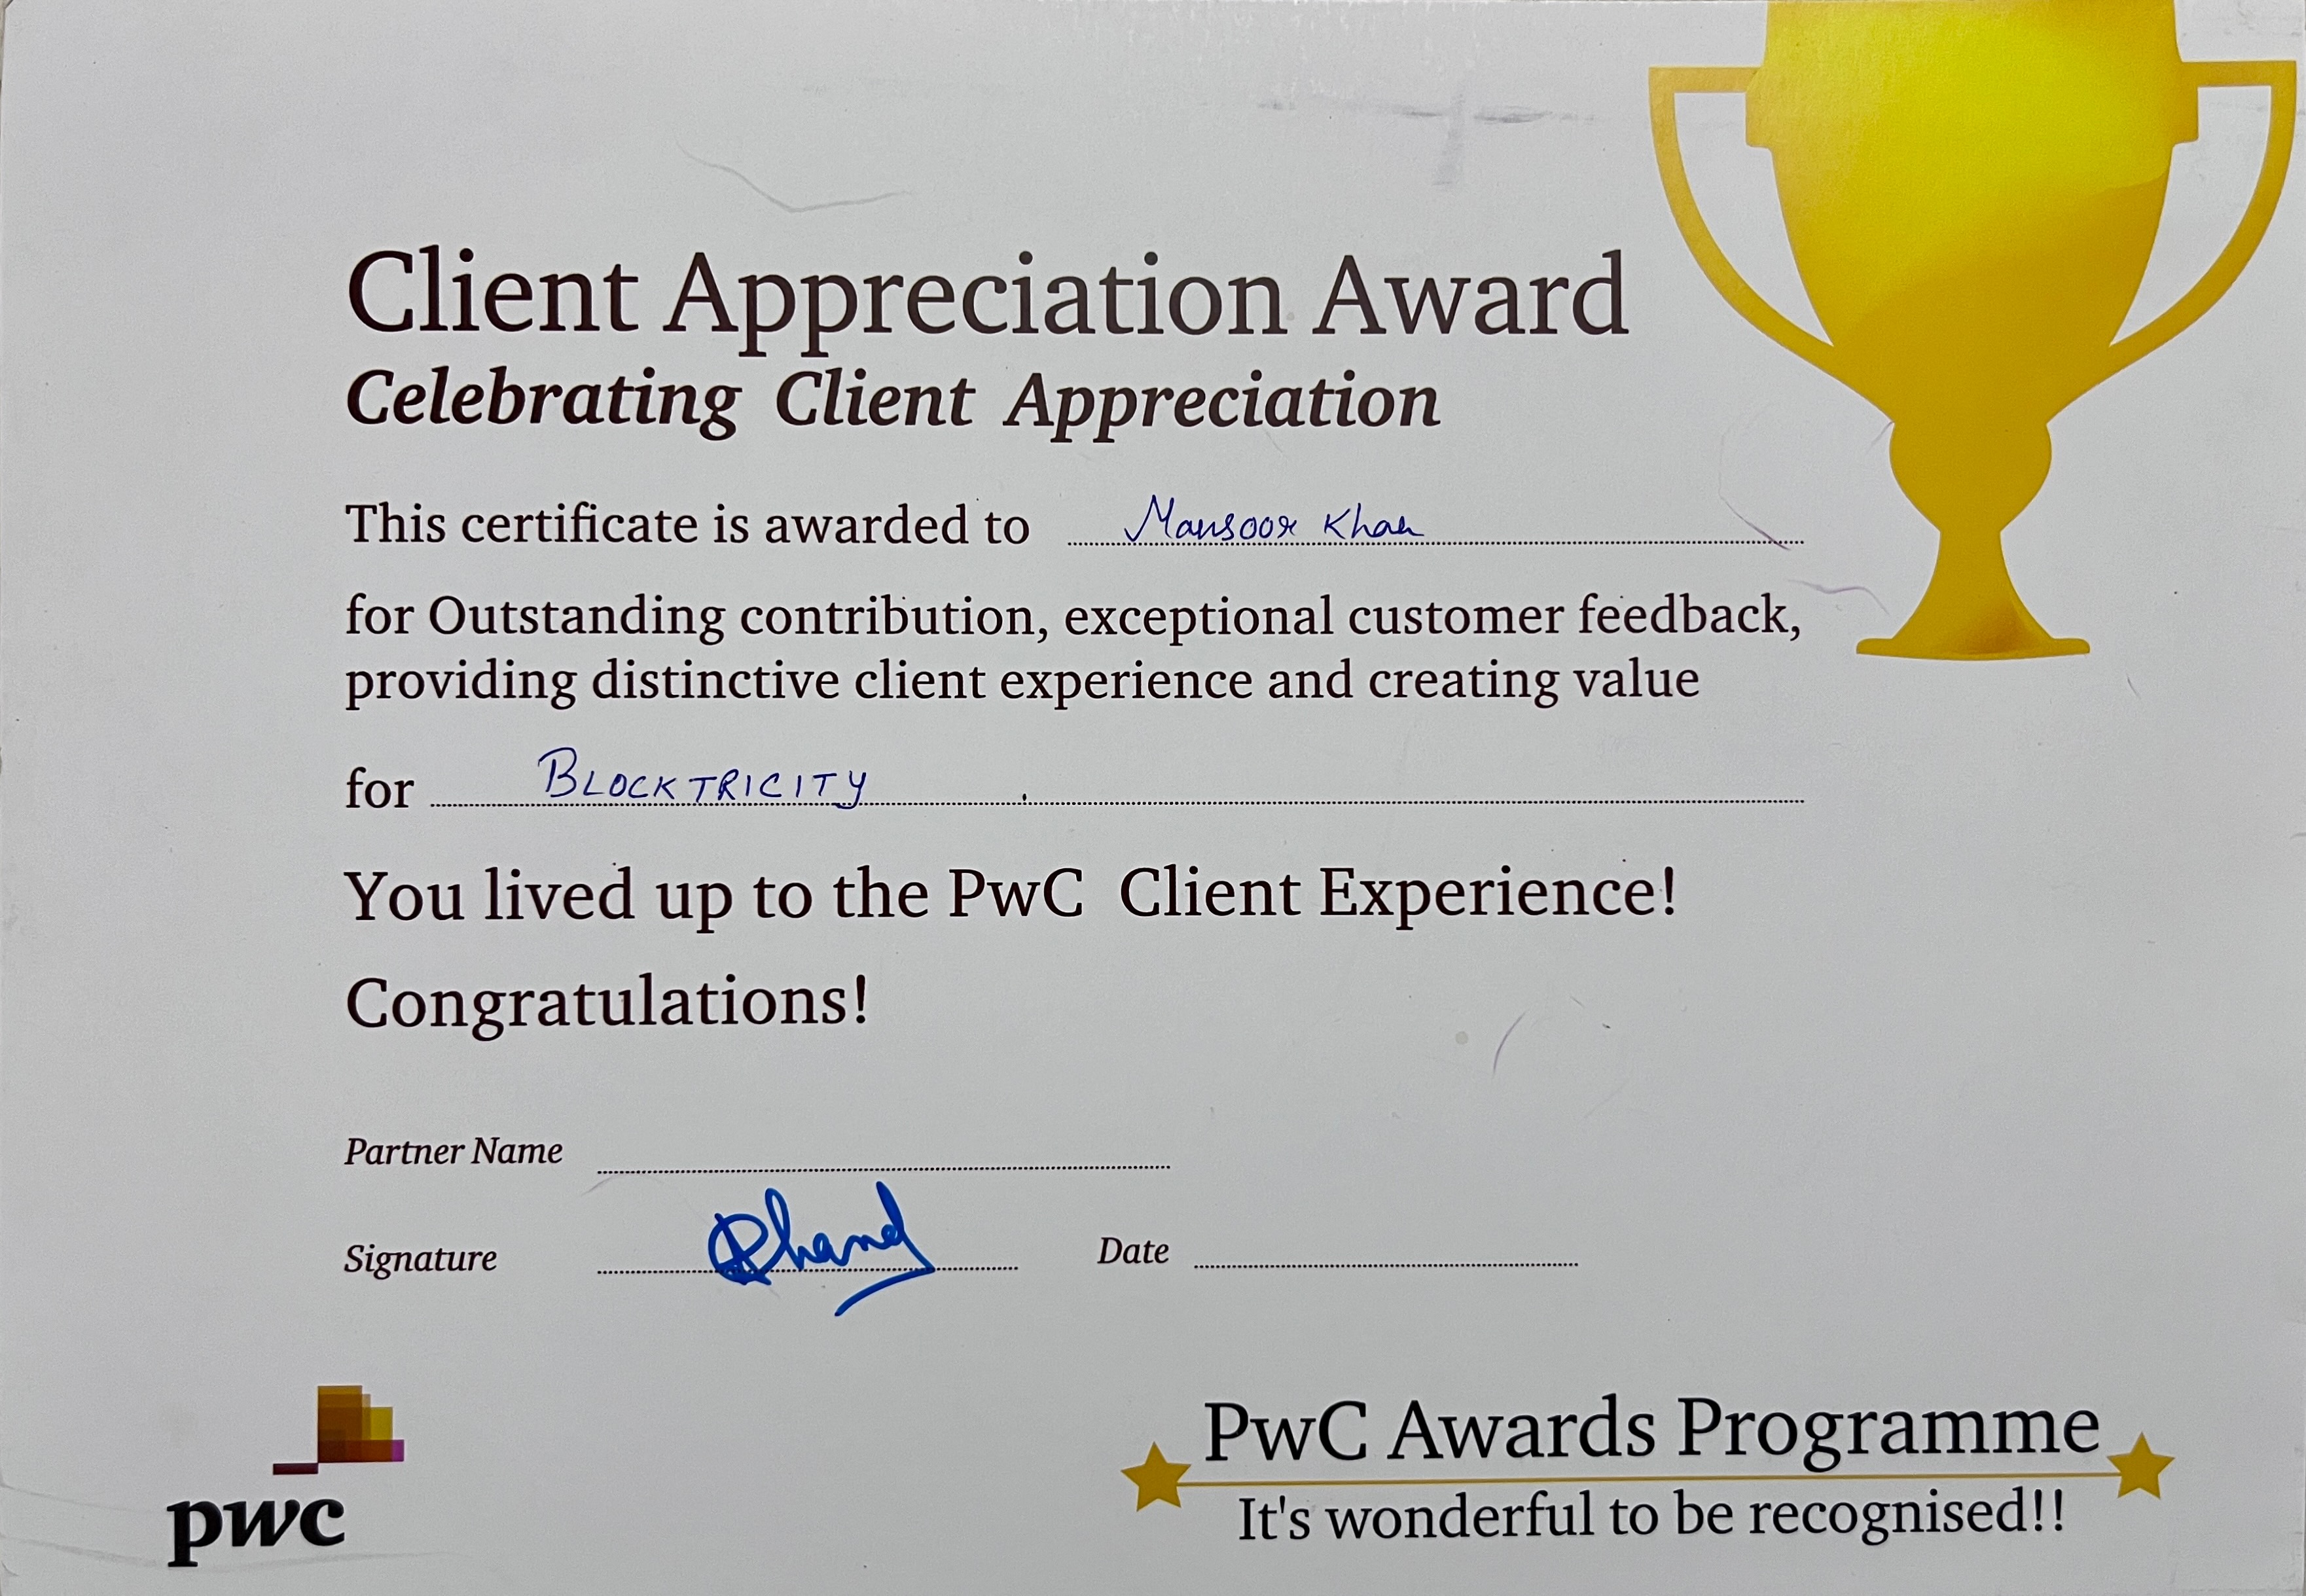 Client Appreciation Award
Celebrating Client Appreciation
This certificate is awarded to Mansoor Khan
for Outstanding contribution, exceptional customer feedback,
providing distinctive client experience and creating value
for BLOCKTRICITY
You lived up to the PwC Client Experience!
Congratulations!
Partner Name
Signature Date
pwc
PwC Awards Programme
It's wonderful to be recognised!!